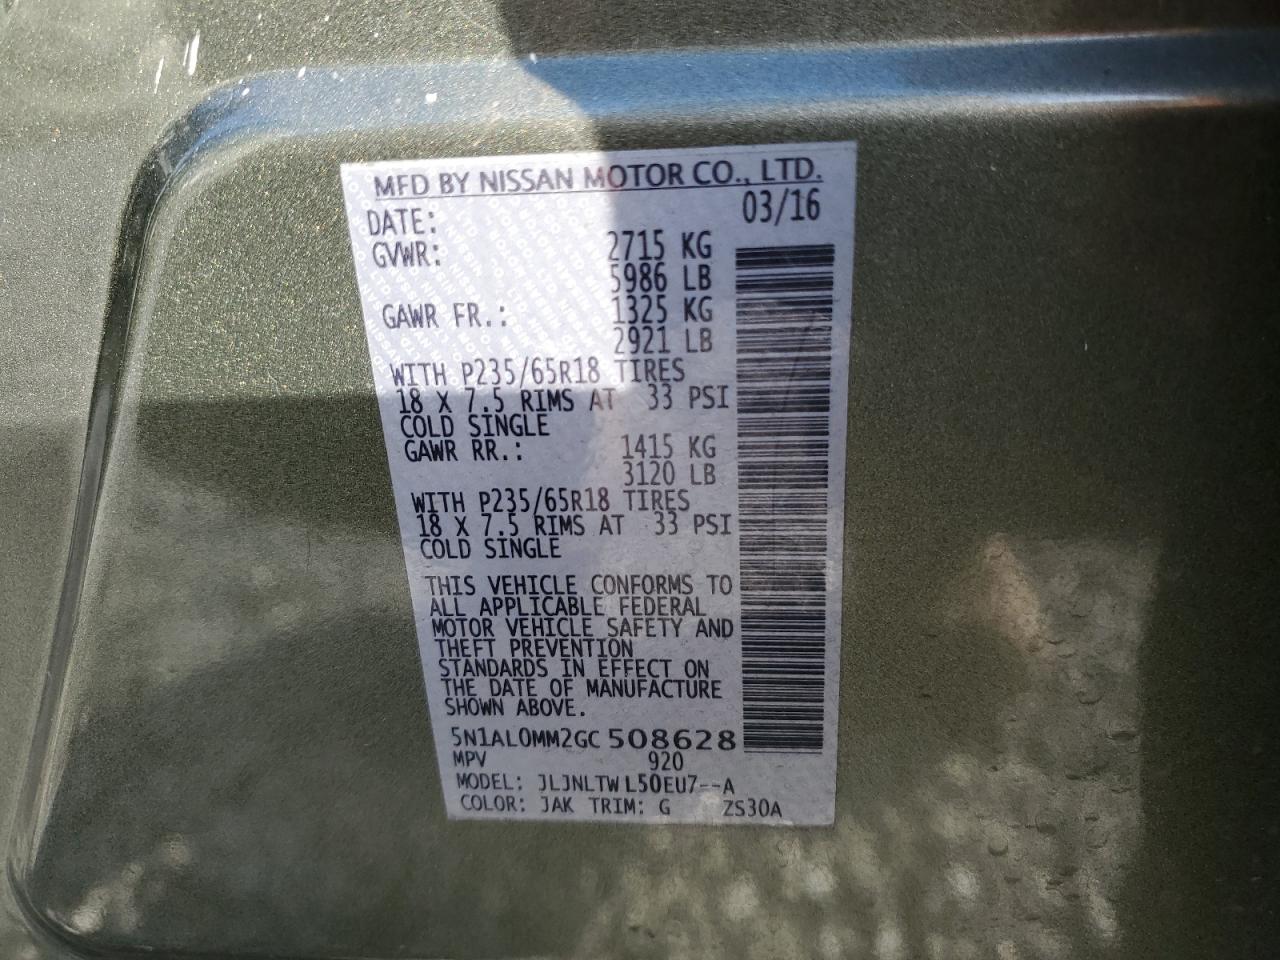 MFD BY NISSAN MOTOR CO., LTD.
DATE: 03/16
GVWR: 2715 KG
5986 LB
GAWR FR.: 1325 KG
2921 LB
WITH P235/65R18 TIRES
18 X 7.5 RIMS AT 33 PSI
COLD SINGLE
GAWR RR.: 1415 KG
3120 LB
WITH P235/65R18 TIRES
18 X 7.5 RIMS AT 33 PSI
COLD SINGLE
THIS VEHICLE CONFORMS TO
ALL APPLICABLE FEDERAL
MOTOR VEHICLE SAFETY AND
THEFT PREVENTION
STANDARDS IN EFFECT ON
THE DATE OF MANUFACTURE
SHOWN ABOVE.
5N1AL0MM2GC 508628
MPV 920
MODEL: JLJNLTW L50EU7--A
COLOR: JAK TRIM: G ZS30A